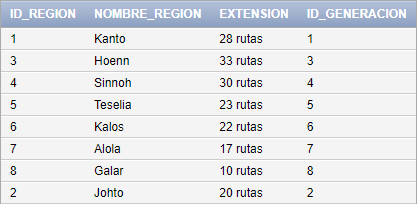 ID_REGION NOMBRE_REGION EXTENSION ID_GENERACION
1 Kanto 28 rutas 1
3 Hoenn 33 rutas 3
4 Sinnoh 30 rutas 4
5 Teselia 23 rutas 5
6 Kalos 22 rutas 6
7 Alola 17 rutas 7
8 Galar 10 rutas 8
2 Johto 20 rutas 2